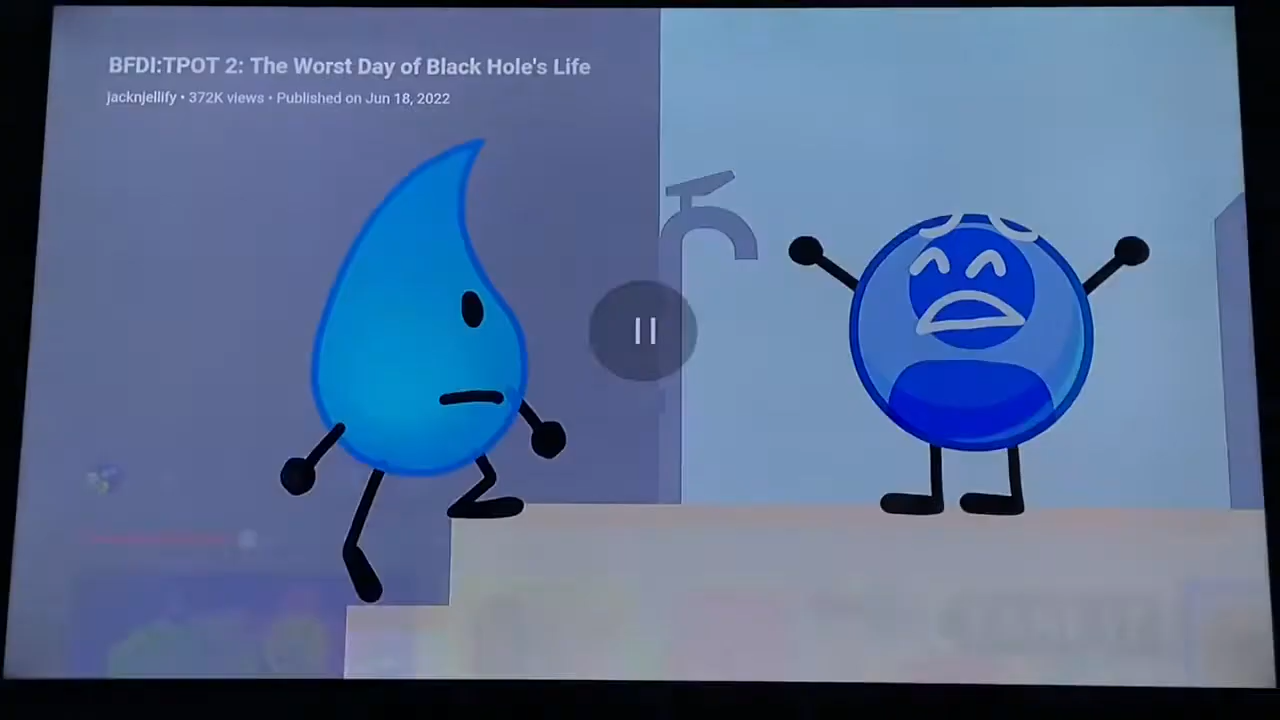 BFDI:TPOT 2: The Worst Day of Black Hole's Life
jacknjellify • 372K views • Published on Jun 18, 2022